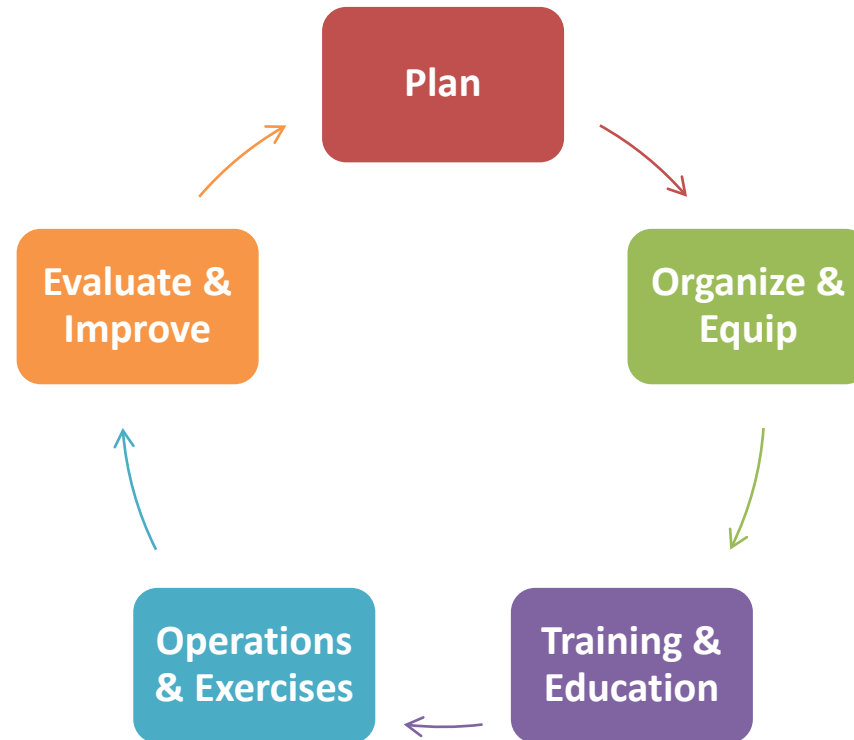 Plan
Organize &
Equip
Training &
Education
Operations
& Exercises
Evaluate &
Improve